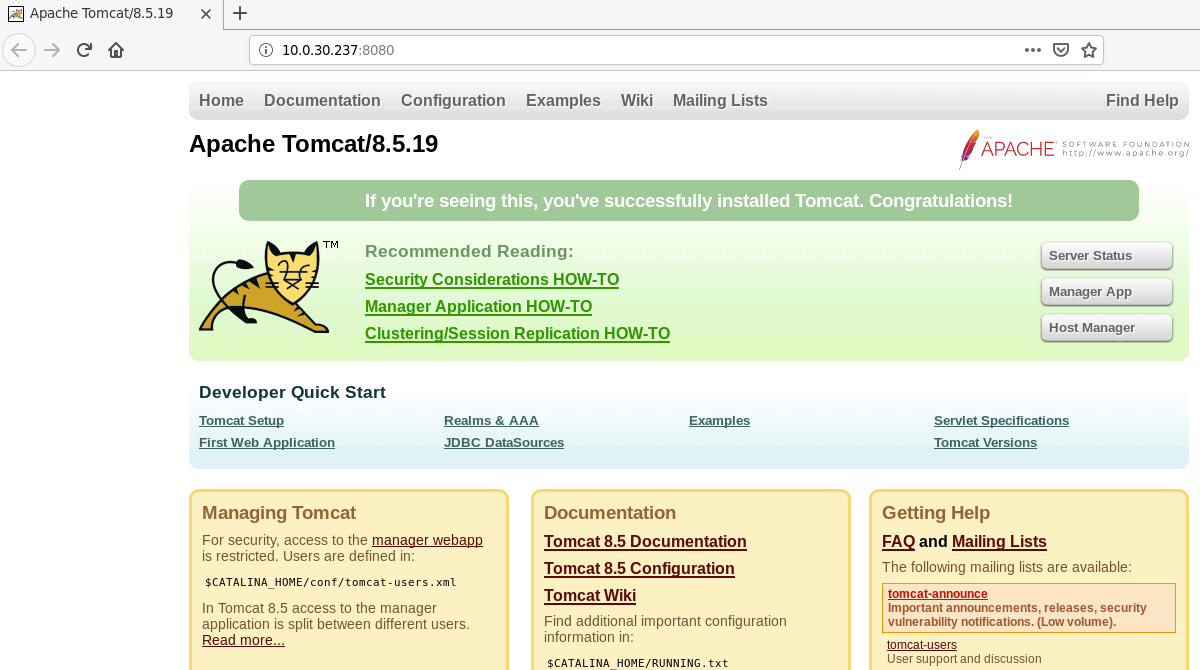 Apache Tomcat/8.5.19
10.0.30.237:8080
Home Documentation Configuration Examples Wiki Mailing Lists Find Help
Apache Tomcat/8.5.19
THE
APACHE SOFTWARE FOUNDATION
http://www.apache.org/
If you're seeing this, you've successfully installed Tomcat. Congratulations!
TM
Recommended Reading:
Security Considerations HOW-TO
Manager Application HOW-TO
Clustering/Session Replication HOW-TO
Server Status
Manager App
Host Manager
Developer Quick Start
Tomcat Setup
First Web Application
Realms & AAA
JDBC DataSources
Examples
Servlet Specifications
Tomcat Versions
Managing Tomcat
For security, access to the manager webapp
is restricted. Users are defined in:
$CATALINA_HOME/conf/tomcat-users.xml
In Tomcat 8.5 access to the manager
application is split between different users.
Read more...
Documentation
Tomcat 8.5 Documentation
Tomcat 8.5 Configuration
Tomcat Wiki
Find additional important configuration
information in:
$CATALINA_HOME/RUNNING.txt
Getting Help
FAQ and Mailing Lists
The following mailing lists are available:
tomcat-announce
Important announcements, releases, security
vulnerability notifications. (Low volume).
tomcat-users
User support and discussion